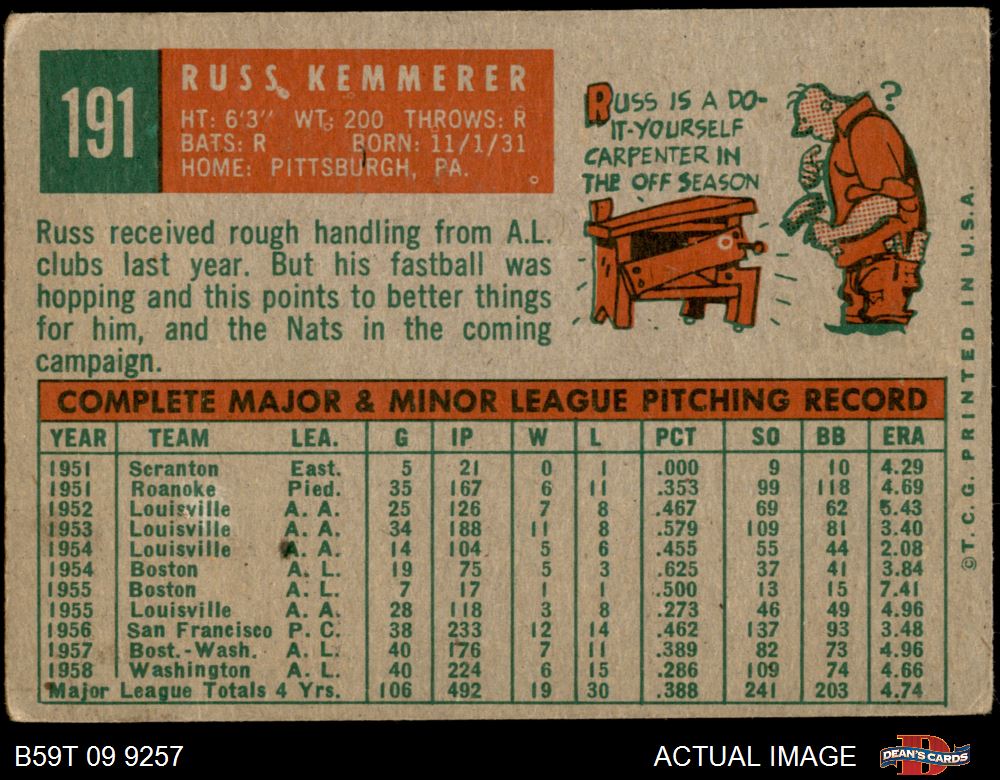 191
RUSS KEMMERER
HT: 6'3" WT: 200 THROWS: R
BATS: R BORN: 11/1/31
HOME: PITTSBURGH, PA.
RUSS IS A DO-
IT-YOURSELF
CARPENTER IN
THE OFF SEASON
?
Russ received rough handling from A.L.
clubs last year. But his fastball was
hopping and this points to better things
for him, and the Nats in the coming
campaign.
COMPLETE MAJOR & MINOR LEAGUE PITCHING RECORD
YEAR TEAM LEA. G IP W L PCT SO BB ERA
1951 Scranton East. 5 21 0 1 .000 9 10 4.29
1951 Roanoke Pied. 35 167 6 11 .353 99 118 4.69
1952 Louisville A. A. 25 126 7 8 .467 69 62 5.43
1953 Louisville A. A. 34 188 11 8 .579 109 81 3.40
1954 Louisville A. A. 14 104 5 6 .455 55 44 2.08
1954 Boston A. L. 19 75 5 3 .625 37 41 3.84
1955 Boston A. L. 7 17 1 1 .500 13 15 7.41
1955 Louisville A. A. 28 118 3 8 .273 46 49 4.96
1956 San Francisco P. C. 38 233 12 14 .462 137 93 3.48
1957 Bost.-Wash. A. L. 40 176 7 11 .389 82 73 4.96
1958 Washington A. L. 40 224 6 15 .286 109 74 4.66
Major League Totals 4 Yrs. 106 492 19 30 .388 241 203 4.74
© T. C. G. PRINTED IN U.S.A.
B59T 09 9257
ACTUAL IMAGE
D
DEAN'S CARDS